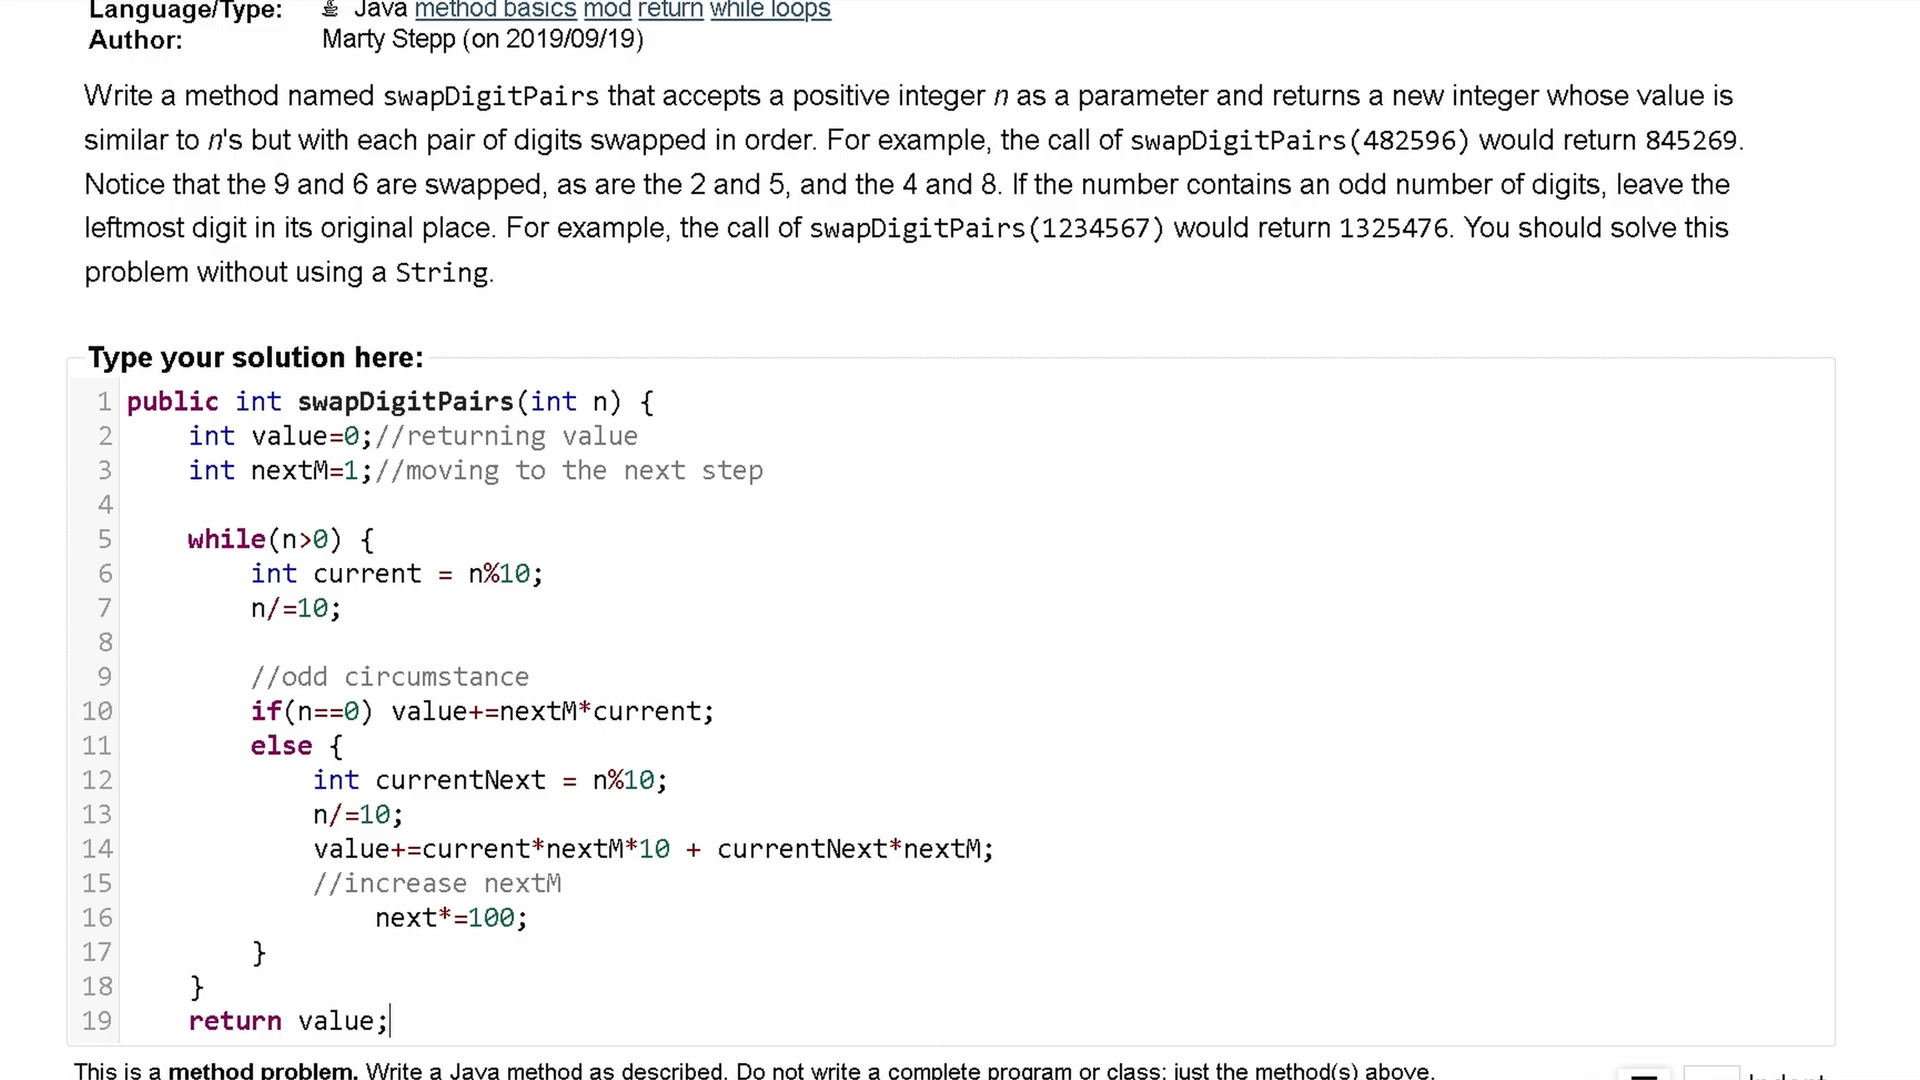 Language/Type: Java method basics mod return while loops
Author: Marty Stepp (on 2019/09/19)
Write a method named swapDigitPairs that accepts a positive integer n as a parameter and returns a new integer whose value is
similar to n's but with each pair of digits swapped in order. For example, the call of swapDigitPairs(482596) would return 845269.
Notice that the 9 and 6 are swapped, as are the 2 and 5, and the 4 and 8. If the number contains an odd number of digits, leave the
leftmost digit in its original place. For example, the call of swapDigitPairs(1234567) would return 1325476. You should solve this
problem without using a String.
Type your solution here:
1 public int swapDigitPairs(int n) {
2 int value=0;//returning value
3 int nextM=1;//moving to the next step
4
5 while(n>0) {
6 int current = n%10;
7 n/=10;
8
9 //odd circumstance
10 if(n==0) value+=nextM*current;
11 else {
12 int currentNext = n%10;
13 n/=10;
14 value+=current*nextM*10 + currentNext*nextM;
15 //increase nextM
16 next*=100;
17 }
18 }
19 return value;
This is a method problem. Write a Java method as described. Do not write a complete program or class; just the method(s) above.
Indent